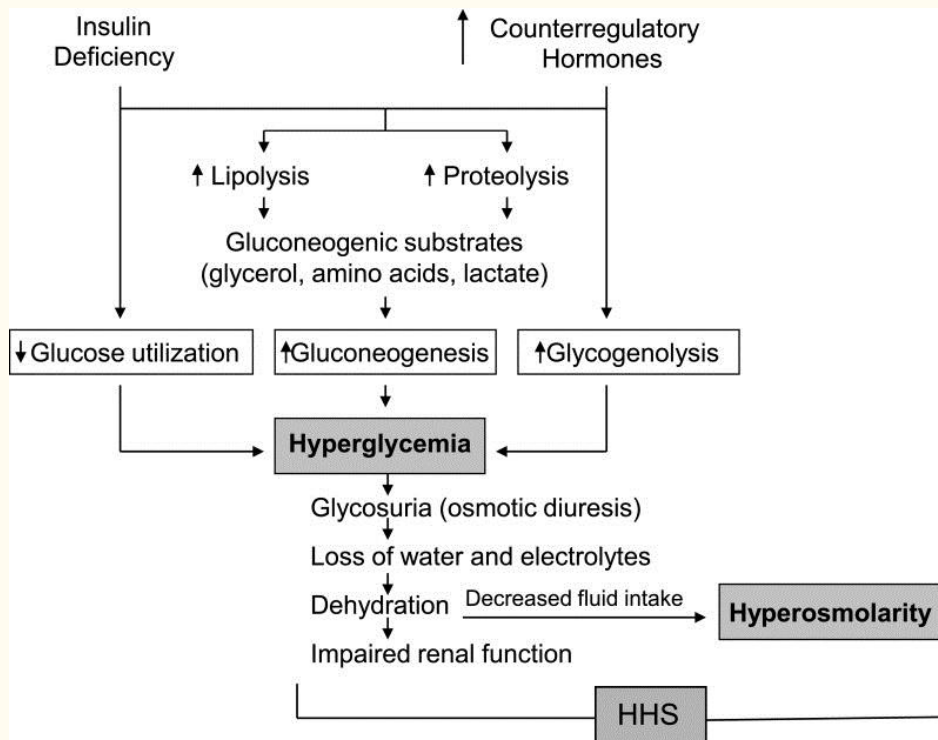 Insulin
Deficiency
Counterregulatory
Hormones
Lipolysis
Proteolysis
Gluconeogenic substrates
(glycerol, amino acids, lactate)
Glucose utilization
Gluconeogenesis
Glycogenolysis
Hyperglycemia
Glycosuria (osmotic diuresis)
Loss of water and electrolytes
Dehydration
Decreased fluid intake
Hyperosmolarity
Impaired renal function
HHS